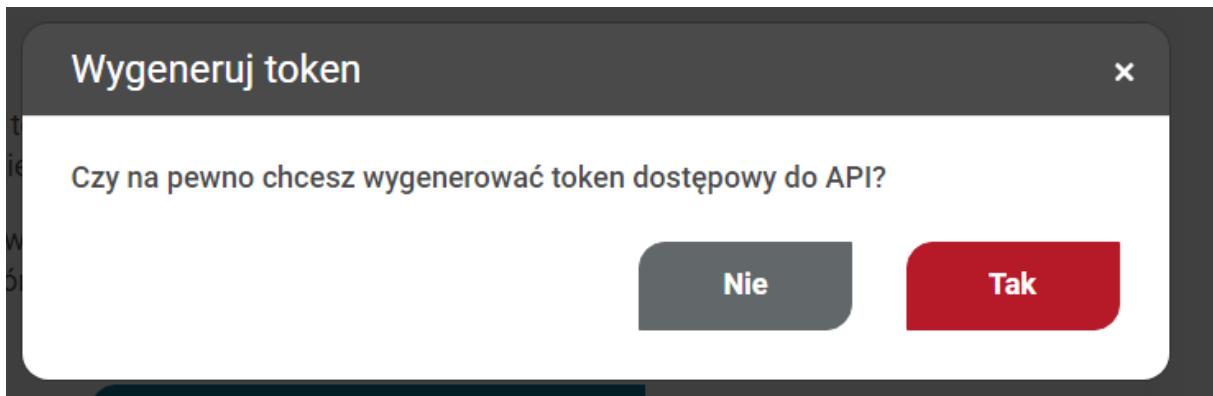 Wygeneruj token
×
Czy na pewno chcesz wygenerować token dostępowy do API?
Nie
Tak